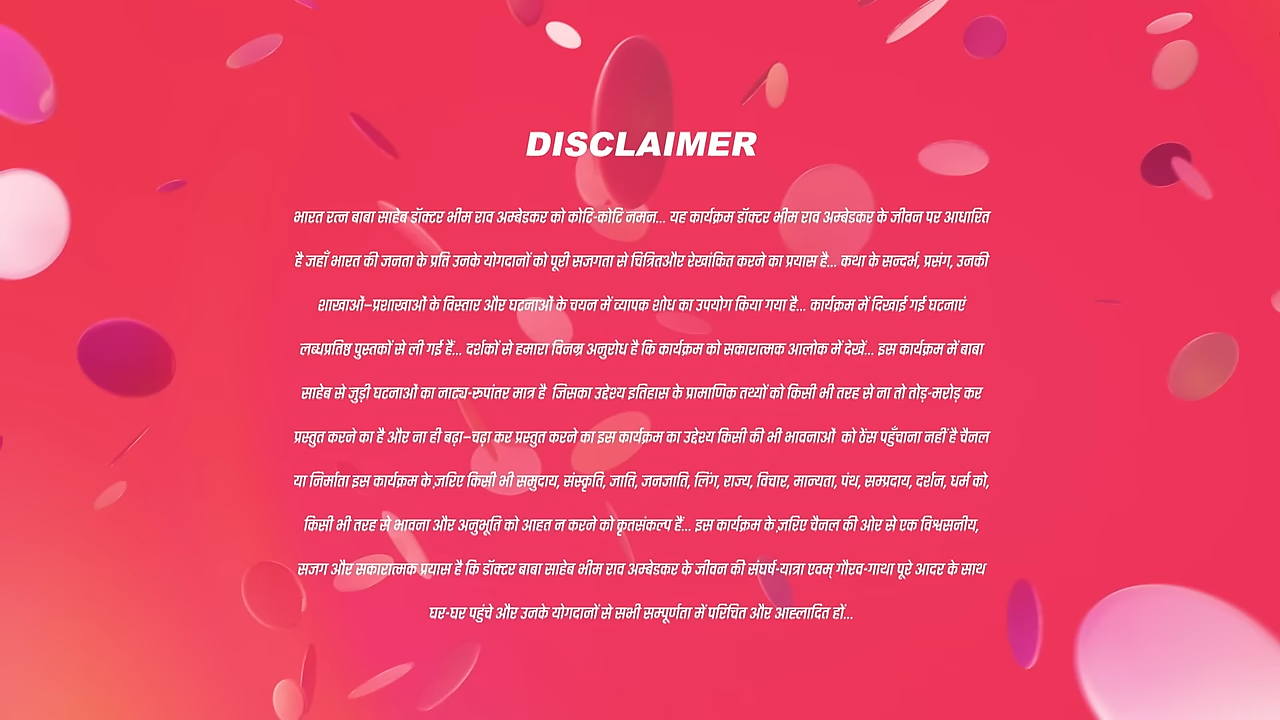 DISCLAIMER
भारत रत्न बाबा साहेब डॉक्टर भीम राव अम्बेडकर को कोटि-कोटि नमन... यह कार्यक्रम डॉक्टर भीम राव अम्बेडकर के जीवन पर आधारित
है जहाँ भारत की जनता के प्रति उनके योगदानों को पूरी सजगता से चित्रितऔर रेखांकित करने का प्रयास है... कथा के सन्दर्भ, प्रसंग, उनकी
शाखाओं–प्रशाखाओं के विस्तार और घटनाओं के चयन में व्यापक शोध का उपयोग किया गया है... कार्यक्रम में दिखाई गई घटनाएं
लब्धप्रतिष्ठ पुस्तकों से ली गई हैं... दर्शकों से हमारा विनम्र अनुरोध है कि कार्यक्रम को सकारात्मक आलोक में देखें... इस कार्यक्रम में बाबा
साहेब से जुड़ी घटनाओं का नाट्य-रुपांतर मात्र है जिसका उद्देश्य इतिहास के प्रामाणिक तथ्यों को किसी भी तरह से ना तो तोड़-मरोड़ कर
प्रस्तुत करने का है और ना ही बढ़ा–चढ़ा कर प्रस्तुत करने का इस कार्यक्रम का उद्देश्य किसी की भी भावनाओं को ठेंस पहुँचाना नहीं है चैनल
या निर्माता इस कार्यक्रम के ज़रिए किसी भी समुदाय, संस्कृति, जाति, जनजाति, लिंग, राज्य, विचार, मान्यता, पंथ, सम्प्रदाय, दर्शन, धर्म को,
किसी भी तरह से भावना और अनुभूति को आहत न करने को कृतसंकल्प हैं... इस कार्यक्रम के ज़रिए चैनल की ओर से एक विश्वसनीय,
सजग और सकारात्मक प्रयास है कि डॉक्टर बाबा साहेब भीम राव अम्बेडकर के जीवन की संघर्ष-यात्रा एवम् गौरव-गाथा पूरे आदर के साथ
घर-घर पहुंचे और उनके योगदानों से सभी सम्पूर्णता में परिचित और आह्लादित हों...